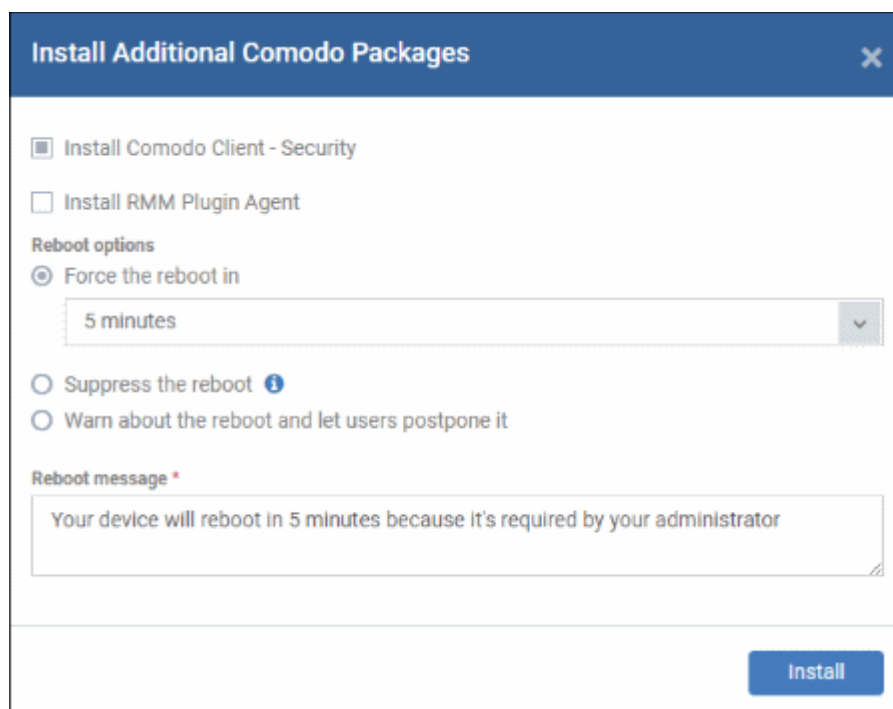 Install Additional Comodo Packages
Install Comodo Client - Security
Install RMM Plugin Agent
Reboot options
Force the reboot in
5 minutes
Suppress the reboot
Warn about the reboot and let users postpone it
Reboot message *
Your device will reboot in 5 minutes because it's required by your administrator
Install